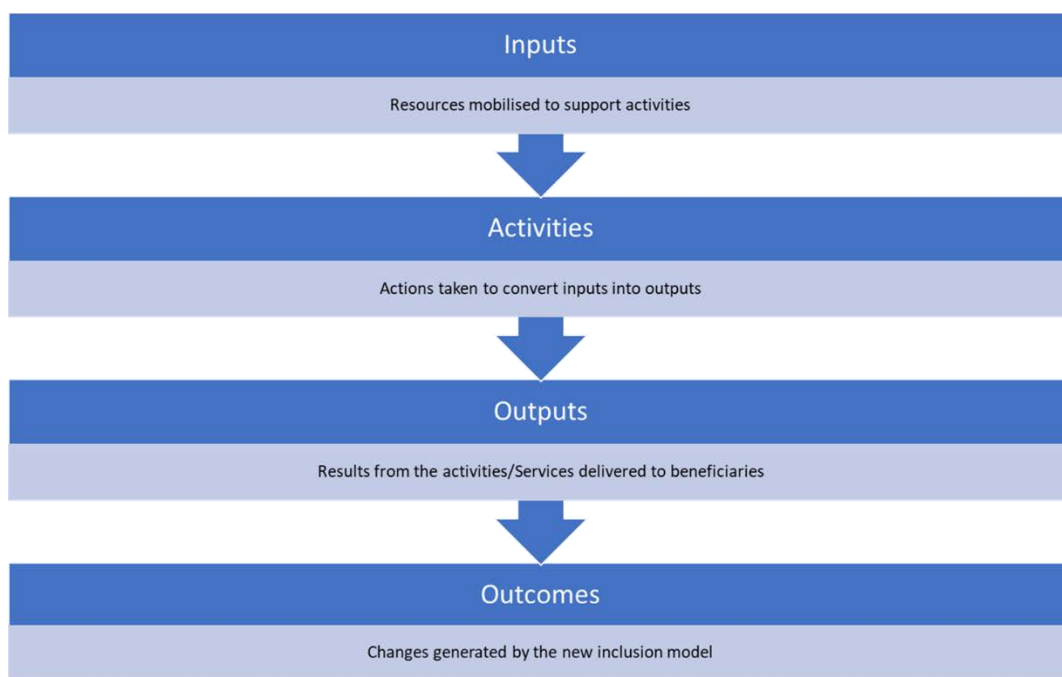 Inputs
Resources mobilised to support activities
Activities
Actions taken to convert inputs into outputs
Outputs
Results from the activities/Services delivered to beneficiaries
Outcomes
Changes generated by the new inclusion model